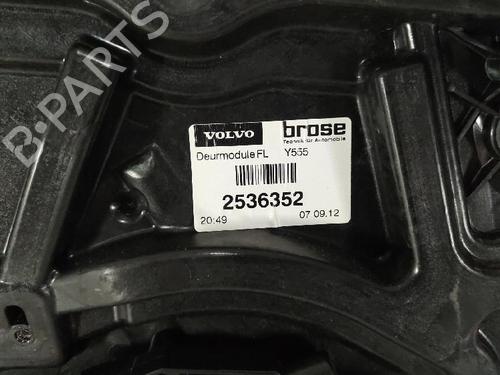 B-PARTS
VOLVO brose
Technik für Automobile
Deurmodule FL Y555
2536352
20:49 07 09.12